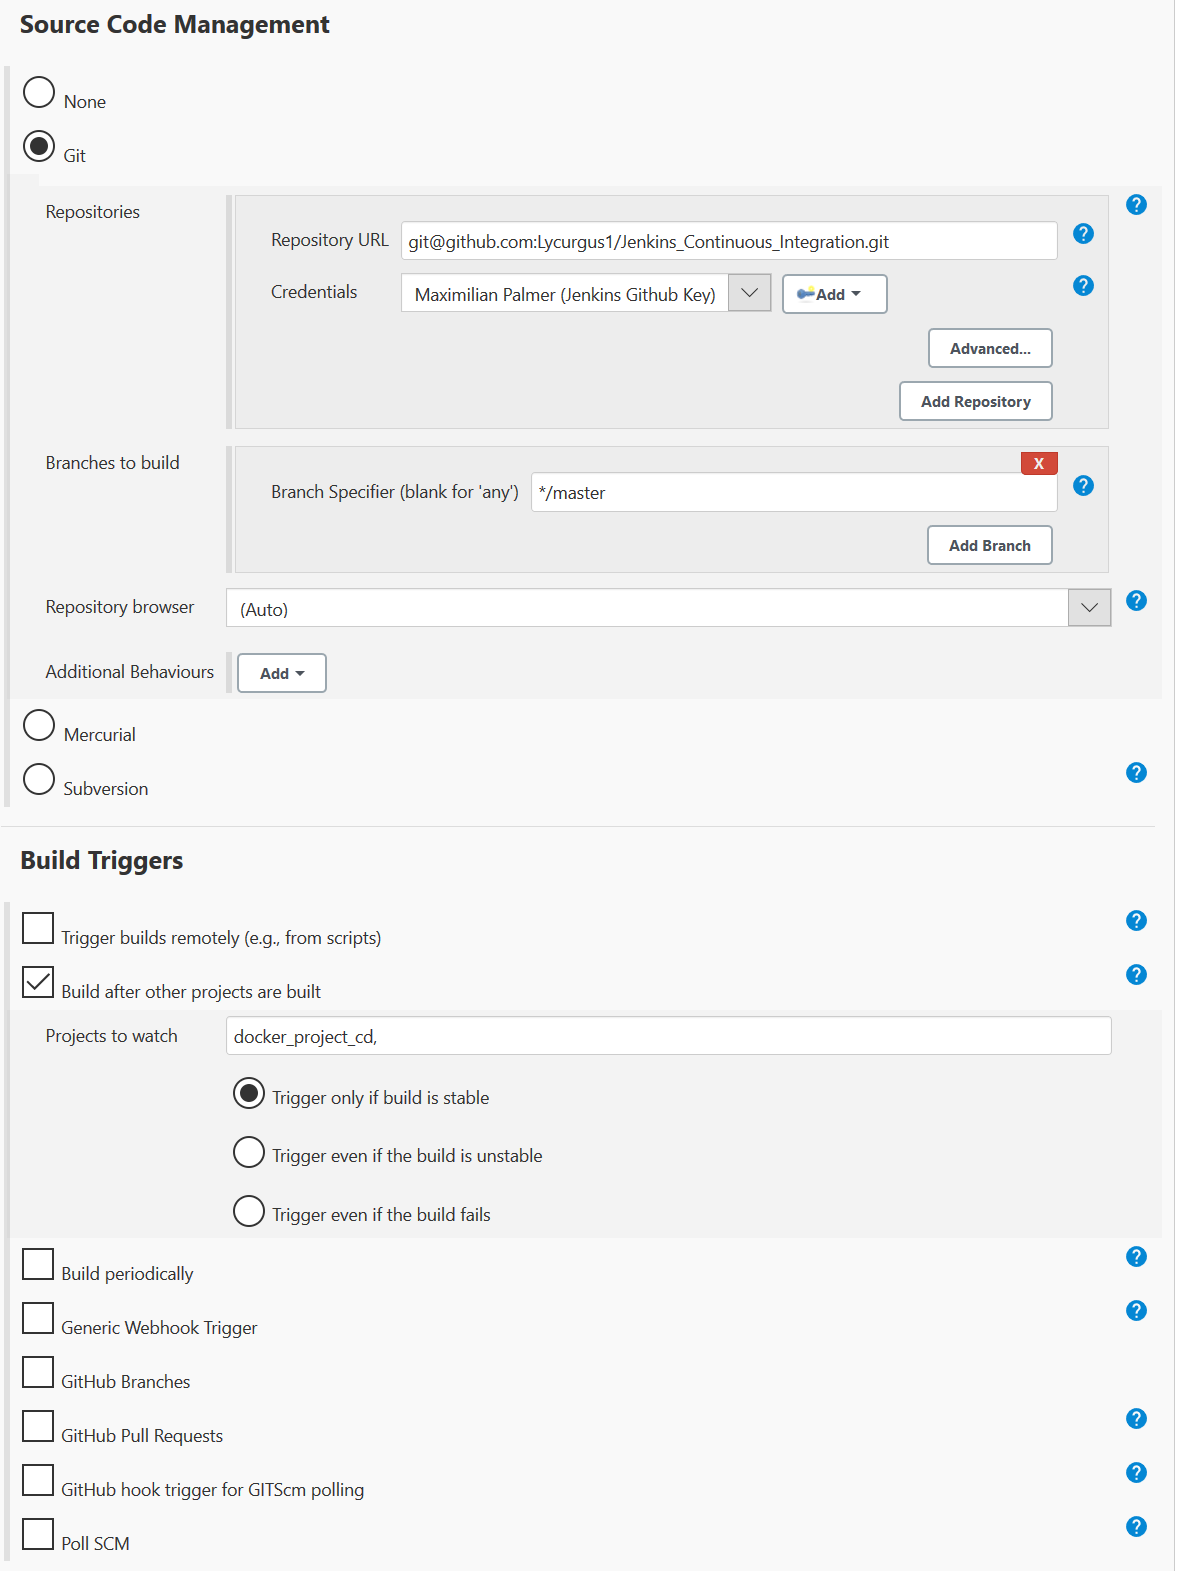 Source Code Management
None
Git
Repositories
Repository URL git@github.com:Lycurgus1/Jenkins_Continuous_Integration.git
Credentials Maximilian Palmer (Jenkins Github Key) Add
Advanced...
Add Repository
Branches to build
X
Branch Specifier (blank for 'any') */master
Add Branch
Repository browser (Auto)
Additional Behaviours Add
Mercurial
Subversion
Build Triggers
Trigger builds remotely (e.g., from scripts)
Build after other projects are built
Projects to watch docker_project_cd,
Trigger only if build is stable
Trigger even if the build is unstable
Trigger even if the build fails
Build periodically
Generic Webhook Trigger
GitHub Branches
GitHub Pull Requests
GitHub hook trigger for GITScm polling
Poll SCM